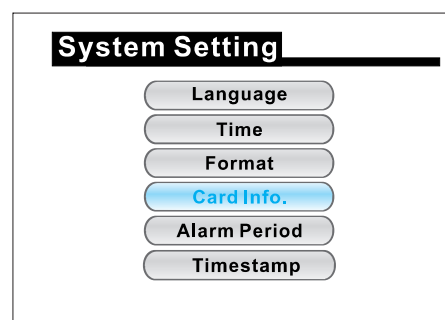 System Setting
Language
Time
Format
Card Info.
Alarm Period
Timestamp